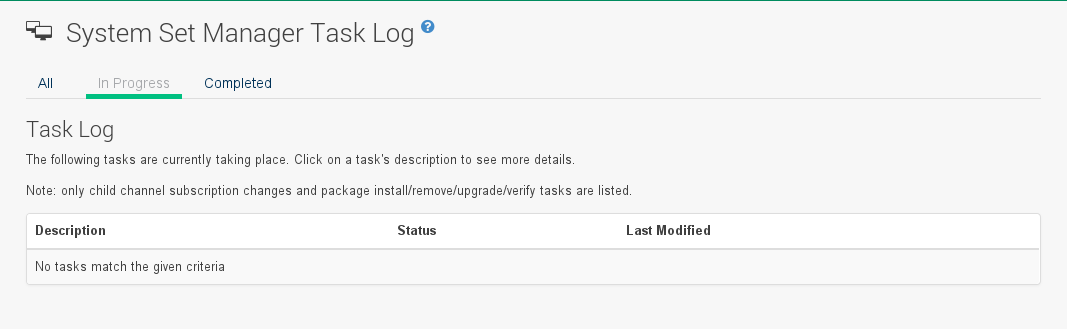 System Set Manager Task Log ?
All In Progress Completed
Task Log
The following tasks are currently taking place. Click on a task's description to see more details.
Note: only child channel subscription changes and package install/remove/upgrade/verify tasks are listed.
Description Status Last Modified
No tasks match the given criteria